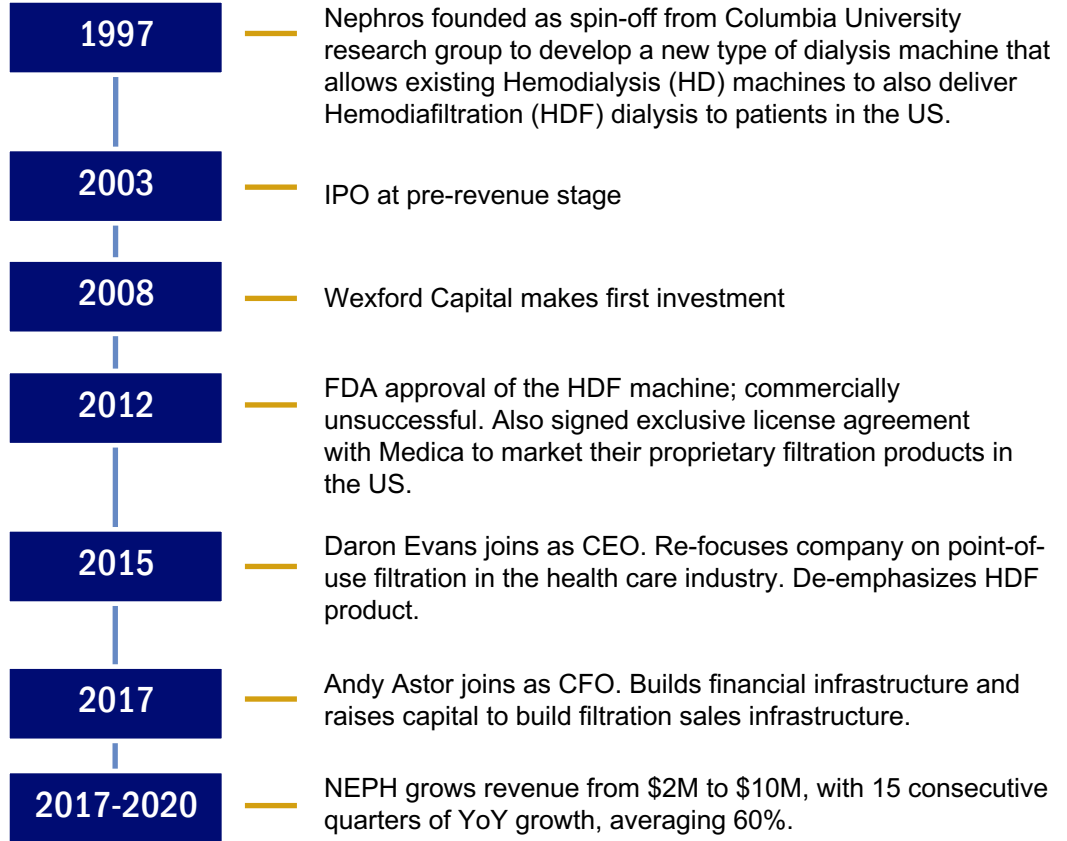 1997
Nephros founded as spin-off from Columbia University
research group to develop a new type of dialysis machine that
allows existing Hemodialysis (HD) machines to also deliver
Hemodiafiltration (HDF) dialysis to patients in the US.
2003
IPO at pre-revenue stage
2008
Wexford Capital makes first investment
2012
FDA approval of the HDF machine; commercially
unsuccessful. Also signed exclusive license agreement
with Medica to market their proprietary filtration products in
the US.
2015
Daron Evans joins as CEO. Re-focuses company on point-of-
use filtration in the health care industry. De-emphasizes HDF
product.
2017
Andy Astor joins as CFO. Builds financial infrastructure and
raises capital to build filtration sales infrastructure.
2017-2020
NEPH grows revenue from $2M to $10M, with 15 consecutive
quarters of YoY growth, averaging 60%.